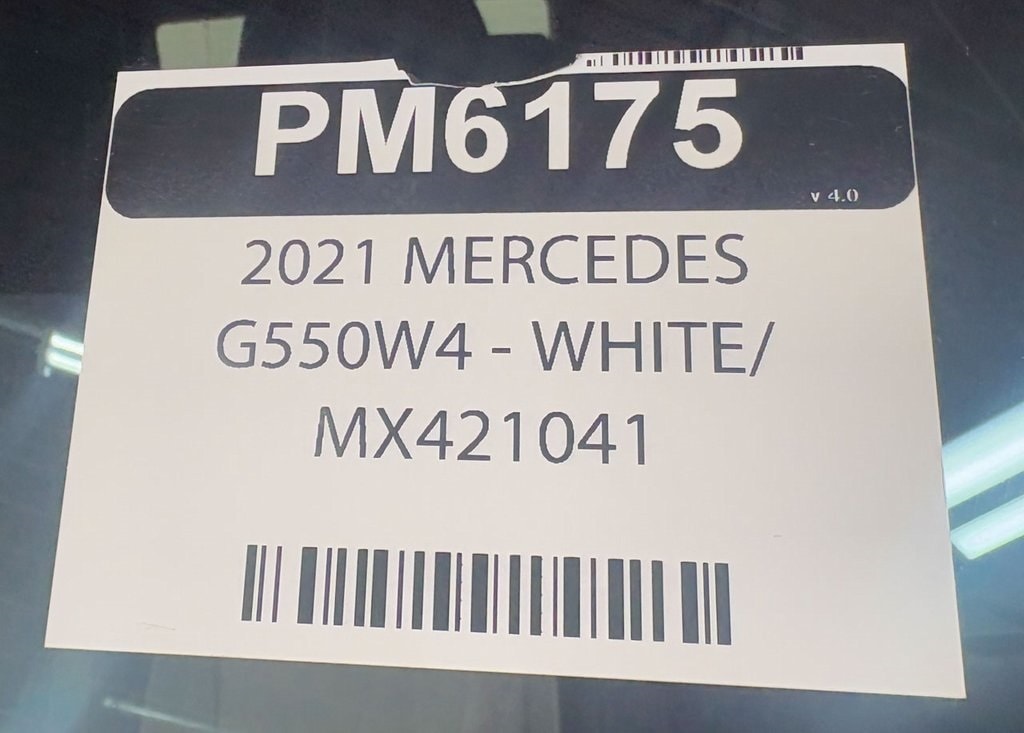 PM6175
v 4.0
2021 MERCEDES
G550W4 - WHITE/
MX421041